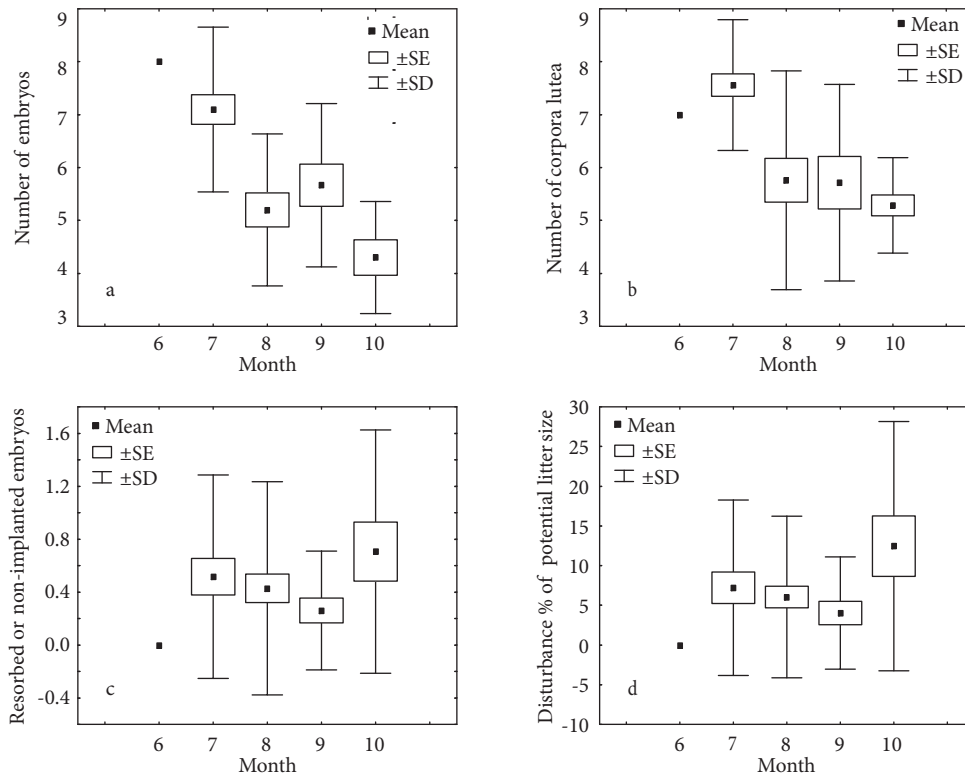 Number of embryos
9
8
7
6
5
4
3
Mean
±SE
±SD
a
6 7 8 9 10
Month
Number of corpora lutea
9
8
7
6
5
4
3
Mean
±SE
±SD
b
6 7 8 9 10
Month
Resorbed or non-implanted embryos
1.6
1.2
0.8
0.4
0.0
-0.4
Mean
±SE
±SD
c
6 7 8 9 10
Month
Disturbance % of potential litter size
30
25
20
15
10
5
0
-5
-10
Mean
±SE
±SD
d
6 7 8 9 10
Month